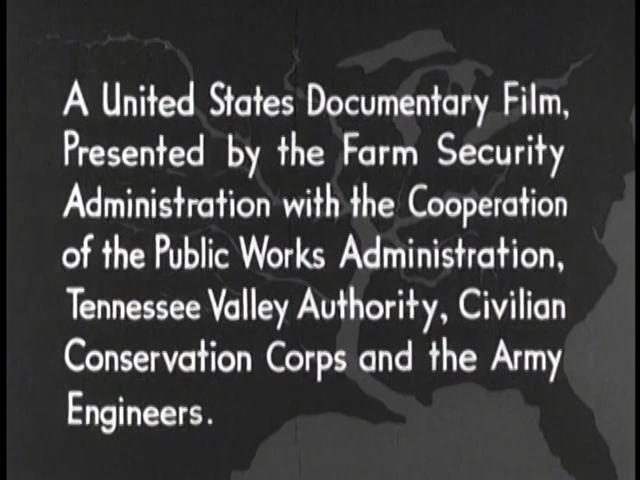 A United States Documentary Film,
Presented by the Farm Security
Administration with the Cooperation
of the Public Works Administration,
Tennessee Valley Authority, Civilian
Conservation Corps and the Army
Engineers.